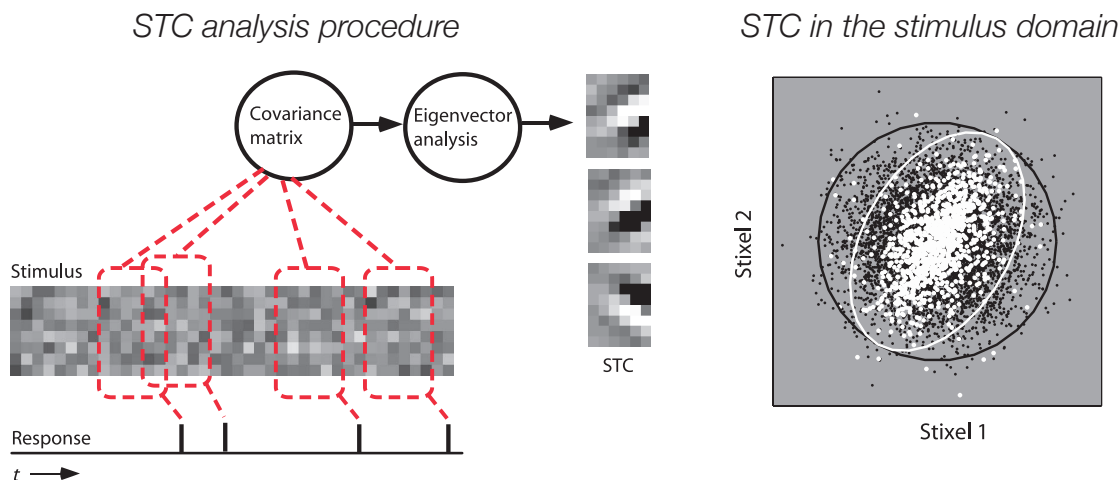 STC analysis procedure
STC in the stimulus domain
Covariance
matrix
Eigenvector
analysis
Stimulus
STC
Response
t
Stixel 2
Stixel 1